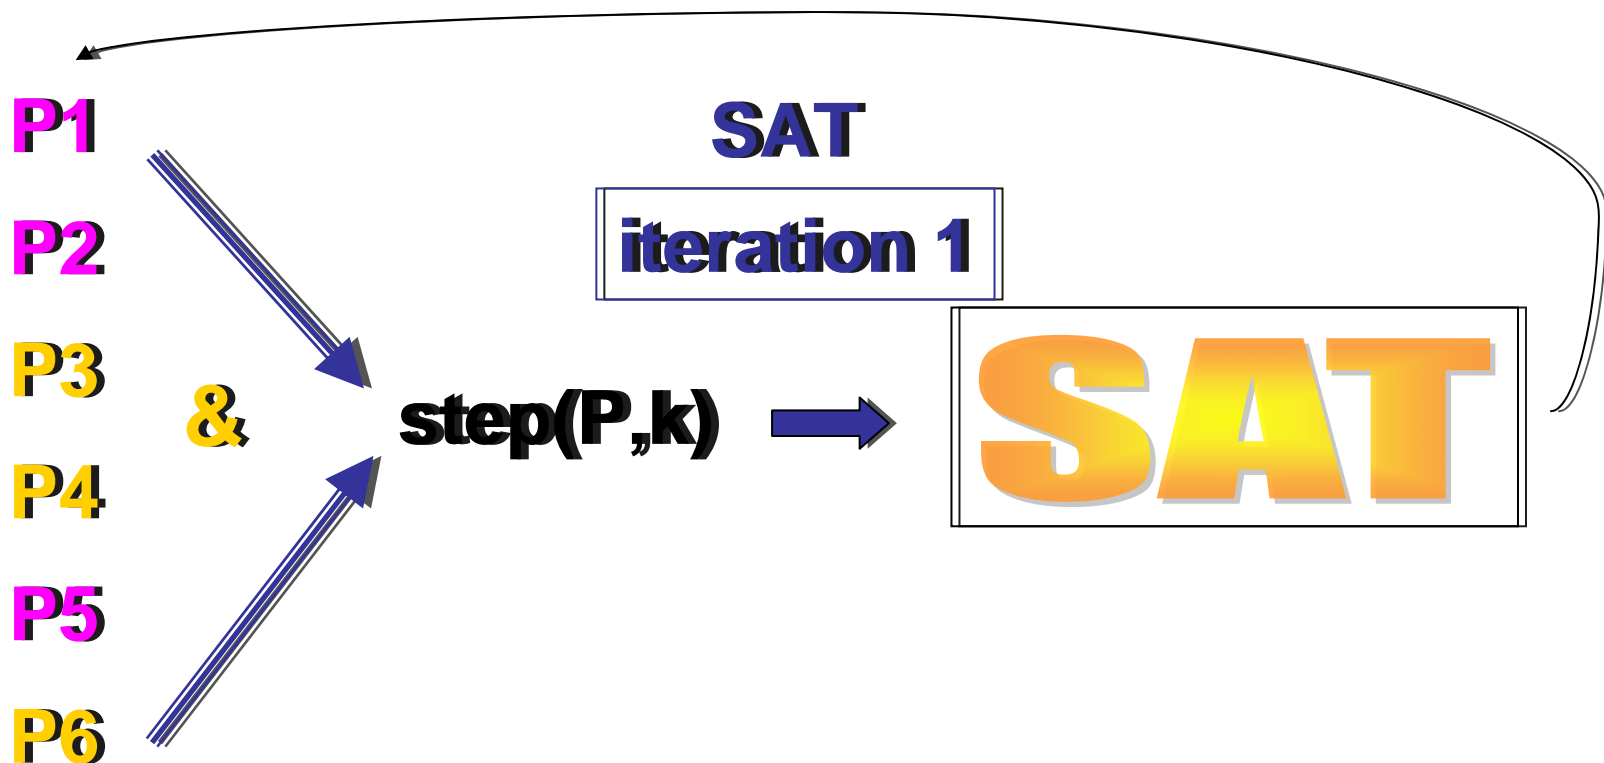 P1
SAT
P2
iteration 1
P3
&
step(P,k)
SAT
P4
P5
P6